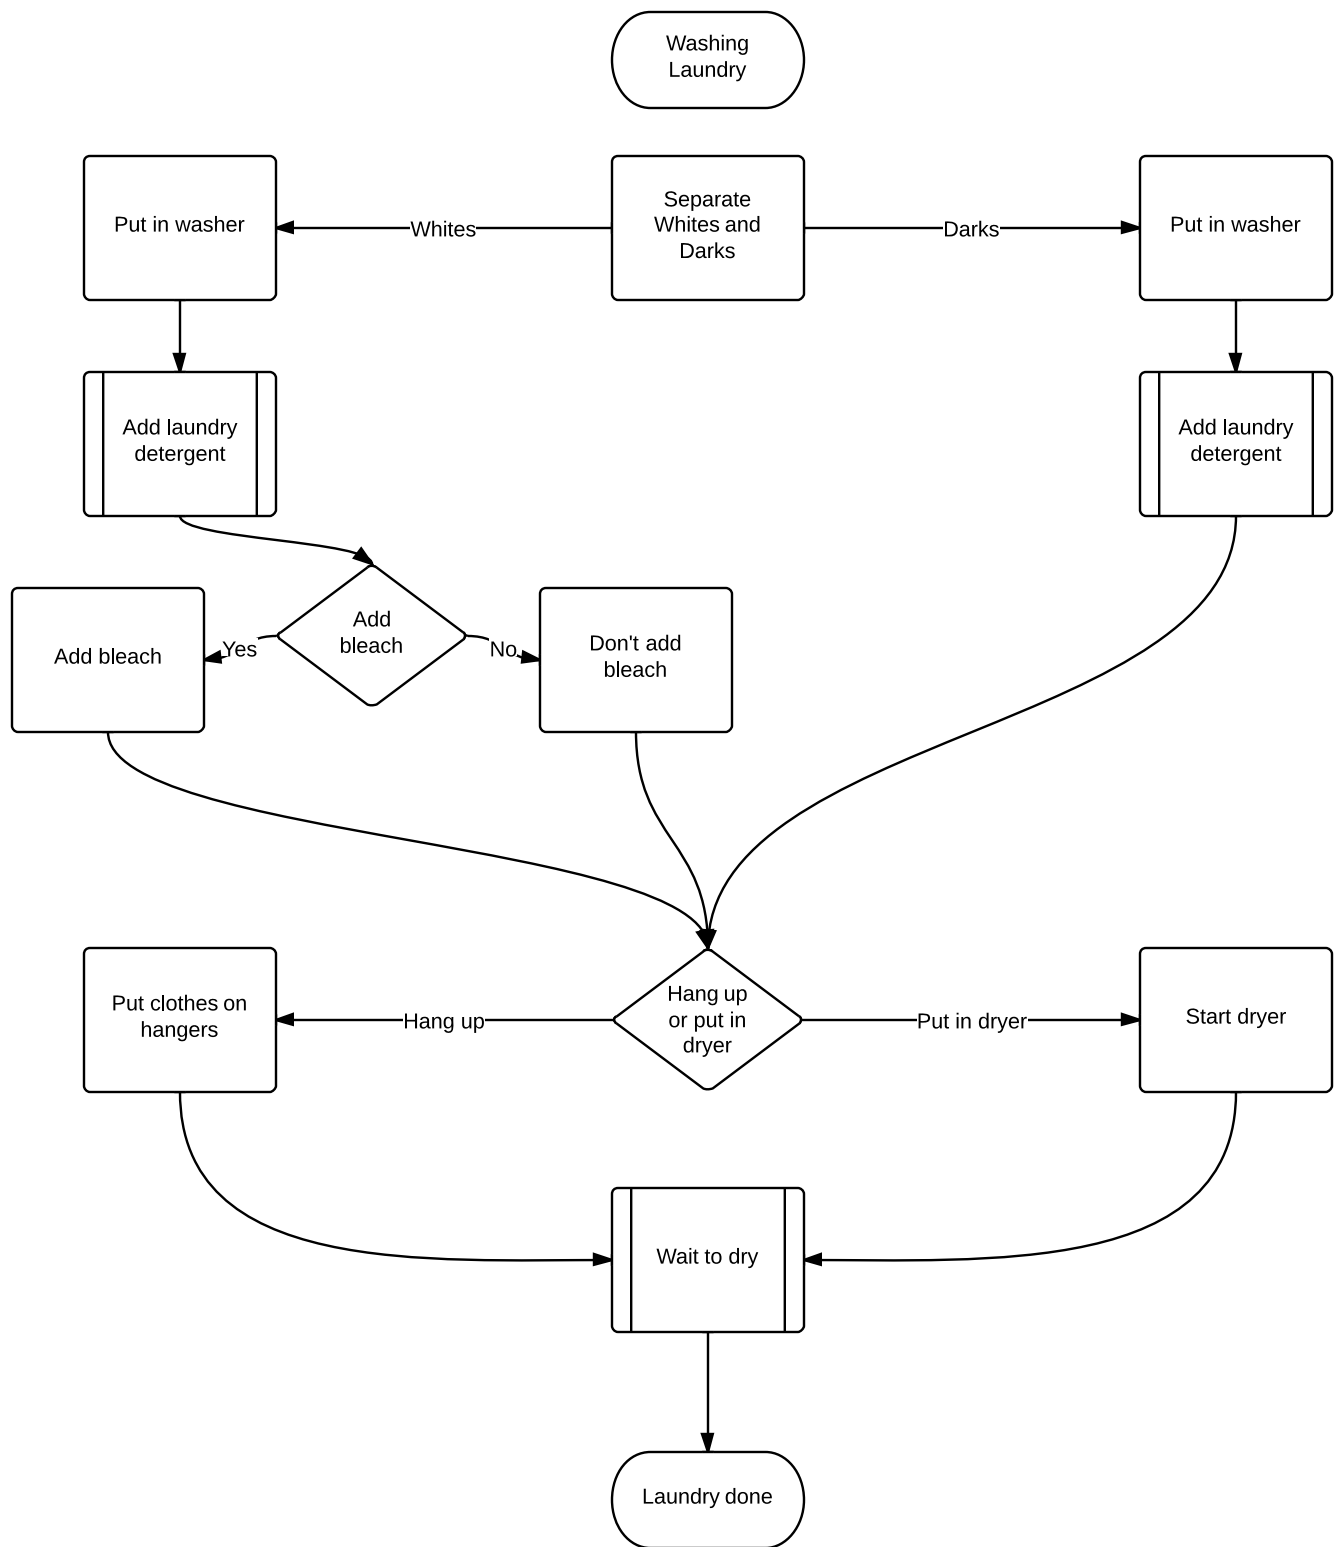 Washing
Laundry
Put in washer
Whites
Separate
Whites and
Darks
Darks
Put in washer
Add laundry
detergent
Add laundry
detergent
Add bleach
Yes
Add
bleach
No
Don't add
bleach
Put clothes on
hangers
Hang up
Hang up
or put in
dryer
Put in dryer
Start dryer
Wait to dry
Laundry done